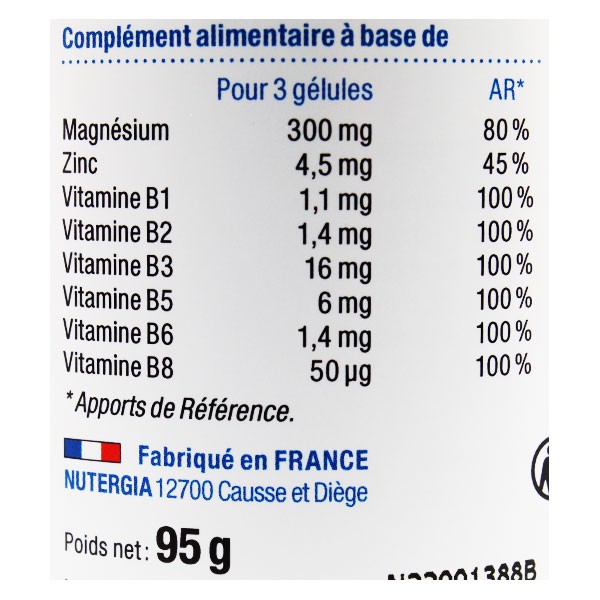 Complément alimentaire à base de
Pour 3 gélules AR*
Magnésium 300 mg 80 %
Zinc 4,5 mg 45 %
Vitamine B1 1,1 mg 100 %
Vitamine B2 1,4 mg 100 %
Vitamine B3 16 mg 100 %
Vitamine B5 6 mg 100 %
Vitamine B6 1,4 mg 100 %
Vitamine B8 50 µg 100 %
*Apports de Référence.
Fabriqué en FRANCE
NUTERGIA 12700 Causse et Diège
Poids net : 95 g